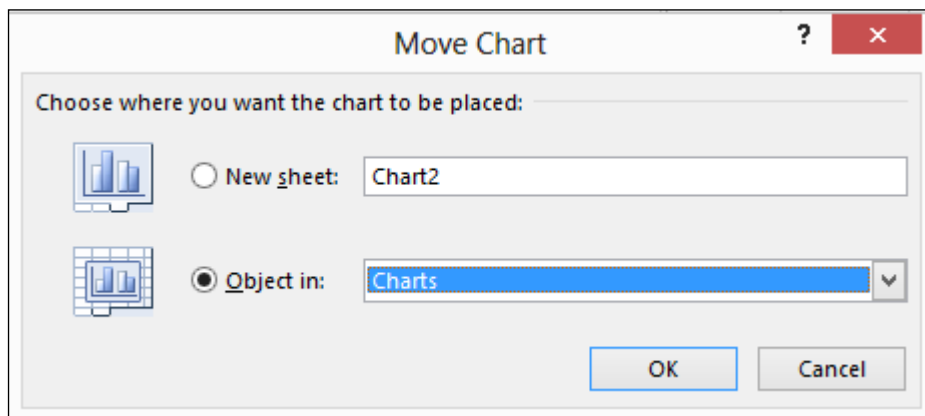 Move Chart
?
Choose where you want the chart to be placed:
New sheet: Chart2
Object in: Charts
OK Cancel